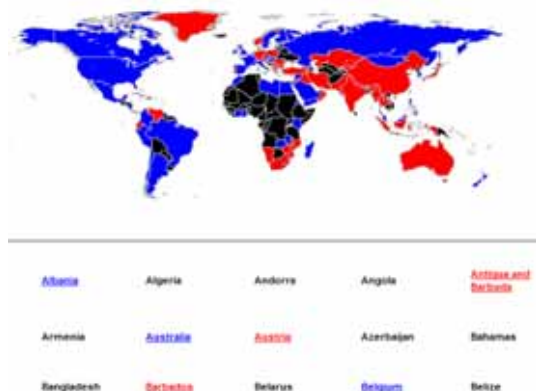 Albania Algeria Andorra Angola Antigua and
Barbuda
Armenia Australia Austria Azerbaijan Bahamas
Bangladesh Barbados Belarus Belgium Belize